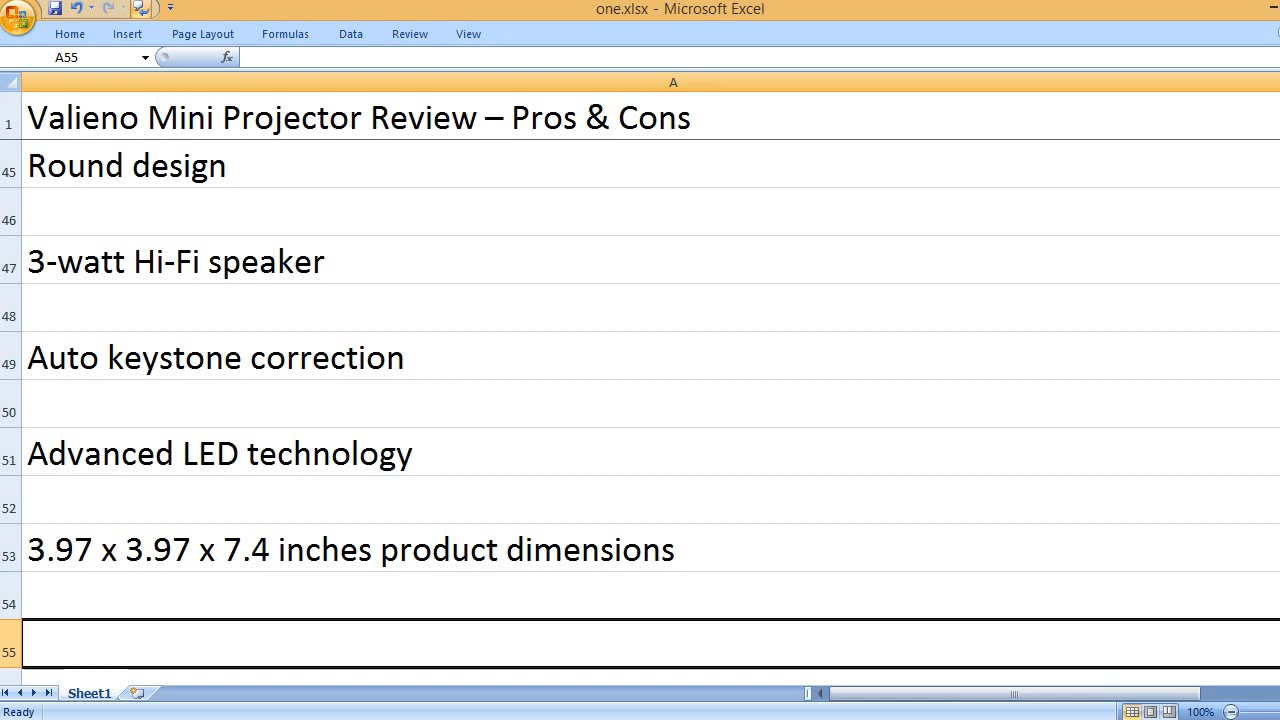 one.xlsx - Microsoft Excel
Home Insert Page Layout Formulas Data Review View
A55 fx
A
1 Valieno Mini Projector Review – Pros & Cons
45 Round design
46
47 3-watt Hi-Fi speaker
48
49 Auto keystone correction
50
51 Advanced LED technology
52
53 3.97 x 3.97 x 7.4 inches product dimensions
54
55
Sheet1
Ready 100%